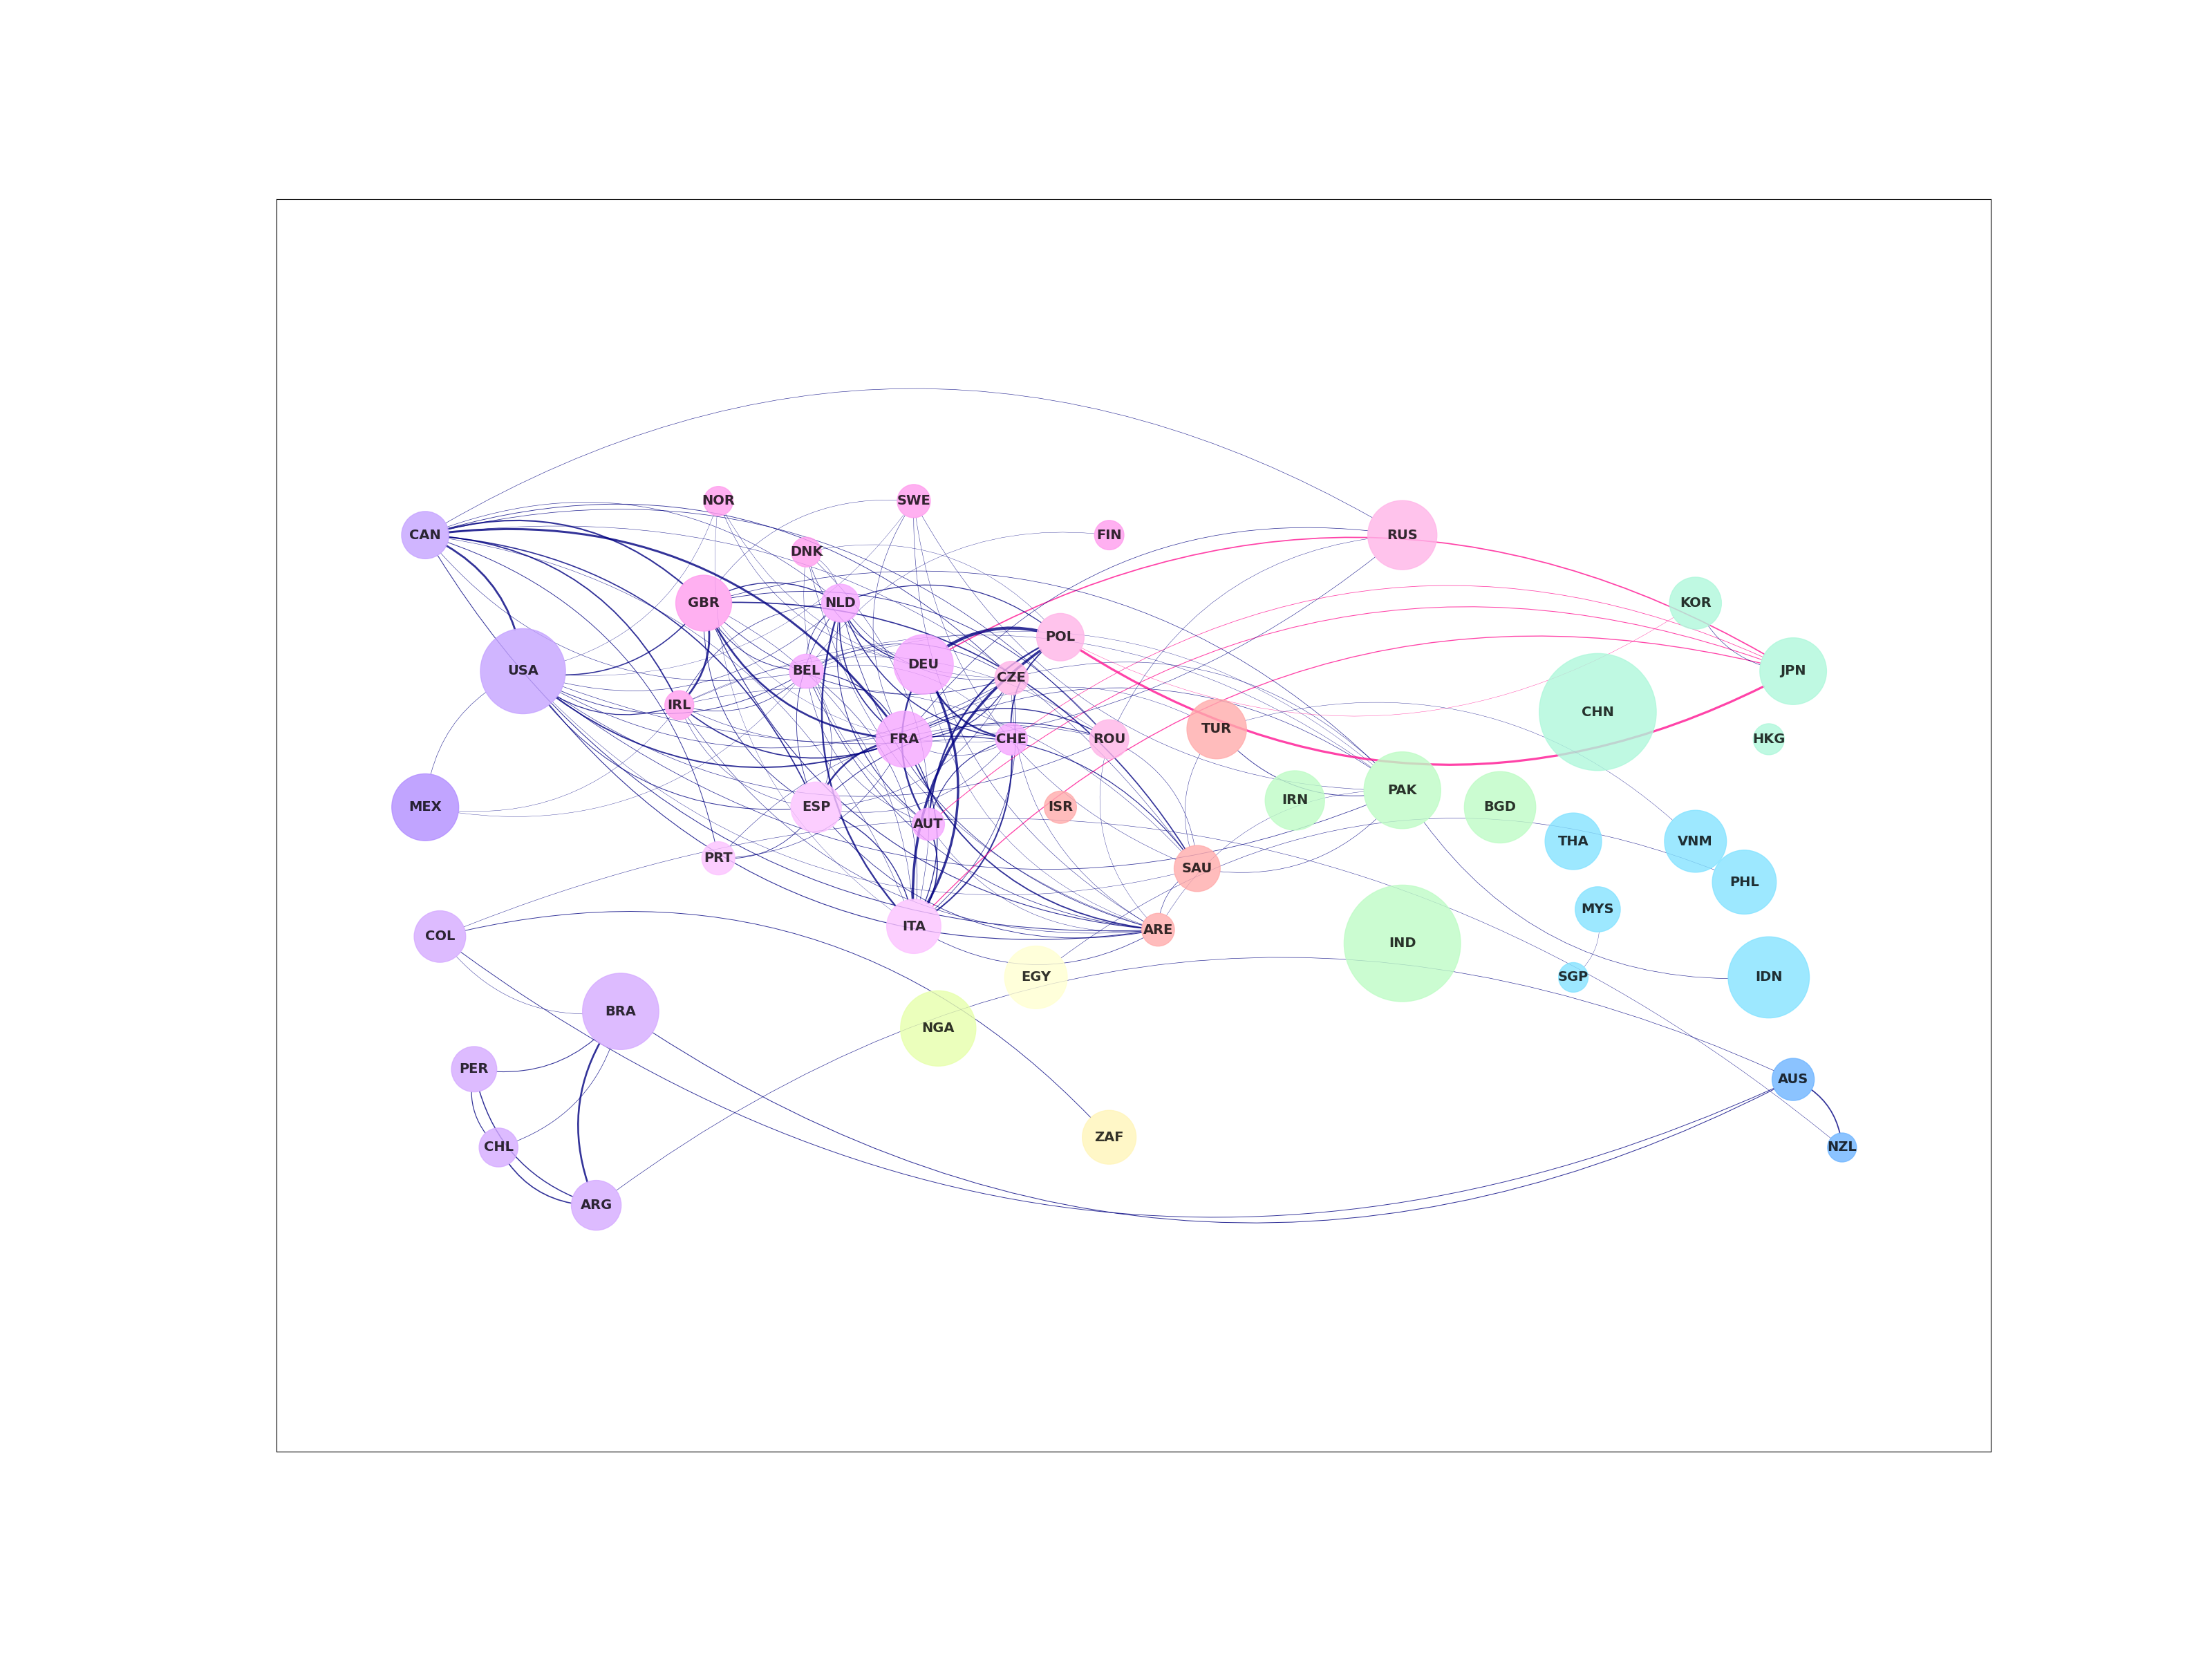 NOR
SWE
CAN
FIN
RUS
DNK
GBR
NLD
KOR
POL
DEU
USA
BEL
CZE
JPN
IRL
CHN
TUR
FRA
CHE
ROU
HKG
PAK
IRN
MEX
ESP
ISR
BGD
AUT
THA
VNM
PRT
SAU
PHL
MYS
ITA
ARE
COL
IND
EGY
SGP
IDN
BRA
NGA
PER
AUS
ZAF
CHL
NZL
ARG